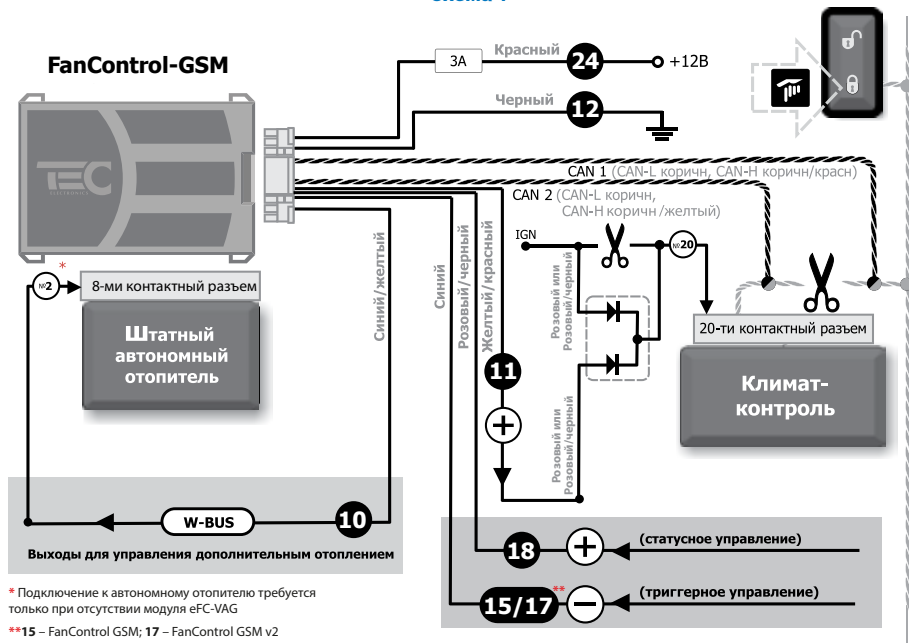 FanControl-GSM
TEC
ELECTRONICS
3А
Красный
24
+12В
Черный
12
CAN 1 (CAN-L коричн, CAN-H коричн/красн)
CAN 2 (CAN-L коричн,
CAN-H коричн /желтый)
IGN
№20
№2
*
8-ми контактный разъем
Штатный
автономный
отопитель
Синий/желтый
Синий
Розовый/черный
Желтый/красный
Розовый или
Розовый/черный
11
20-ти контактный разъем
Климат-
контроль
Розовый или
Розовый/черный
W-BUS
10
Выходы для управления дополнительным отоплением
18
(статусное управление)
15/17
**
(триггерное управление)
* Подключение к автономному отопителю требуется
только при отсутствии модуля eFC-VAG
**15 – FanControl GSM; 17 – FanControl GSM v2